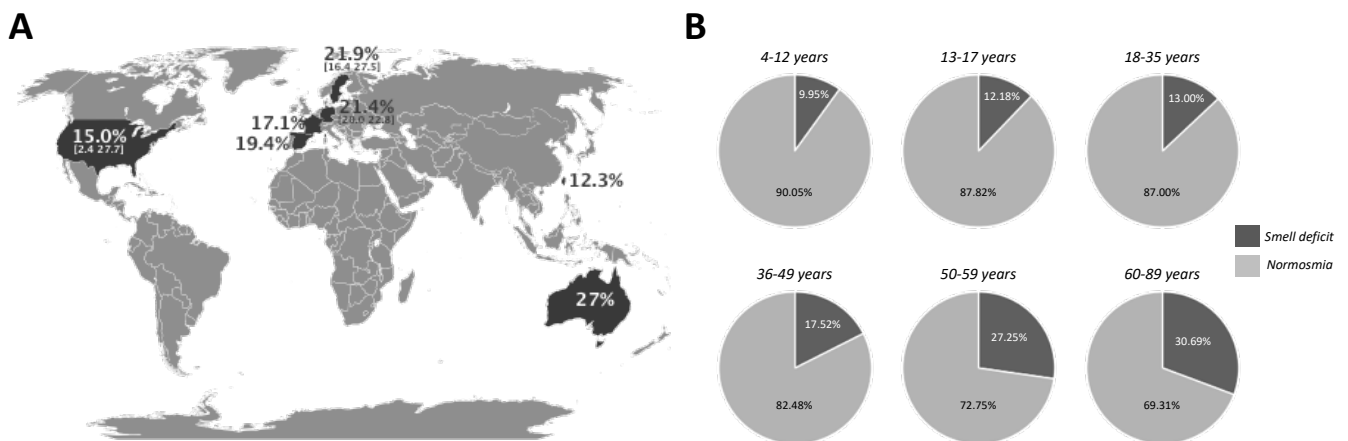 A
21.9%
[16.4 27.5]
21.4%
[20.0 22.8]
17.1%
19.4%
15.0%
[2.4 27.7]
12.3%
27%
B
4-12 years
13-17 years
18-35 years
9.95%
12.18%
13.00%
90.05%
87.82%
87.00%
Smell deficit
Normosmia
36-49 years
50-59 years
60-89 years
17.52%
27.25%
30.69%
82.48%
72.75%
69.31%